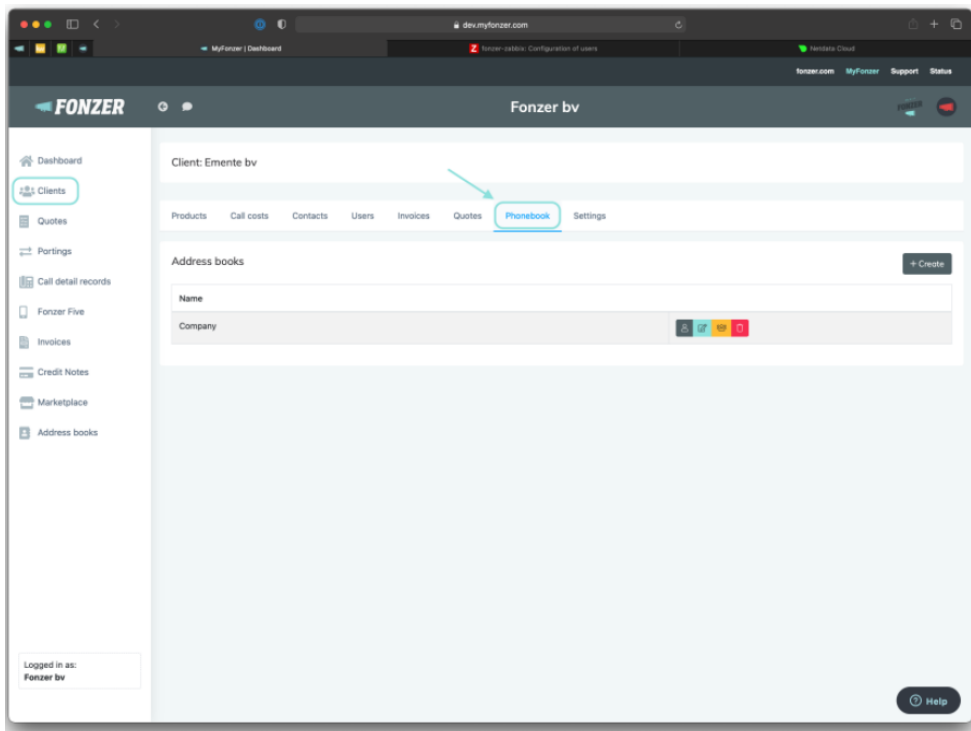 dev.myfonzer.com
MyFonzer | Dashboard
fonzer-zabbix: Configuration of users
Nendata Cloud
fonzer.com MyFonzer Support Status
FONZER
Fonzer bv
Dashboard
Clients
Quotes
Portings
Call detail records
Fonzer Five
Invoices
Credit Notes
Marketplace
Address books
Logged in as:
Fonzer bv
Client: Emente bv
Products Call costs Contacts Users Invoices Quotes Phonebook Settings
Address books
+ Create
Name
Company
Help